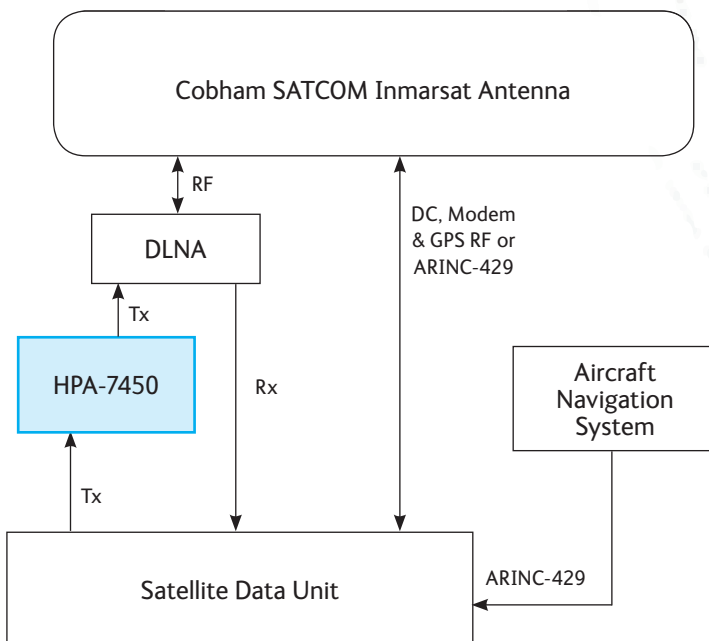 Cobham SATCOM Inmarsat Antenna
RF
DC, Modem
& GPS RF or
ARINC-429
DLNA
Tx
HPA-7450
Rx
Aircraft
Navigation
System
Tx
ARINC-429
Satellite Data Unit